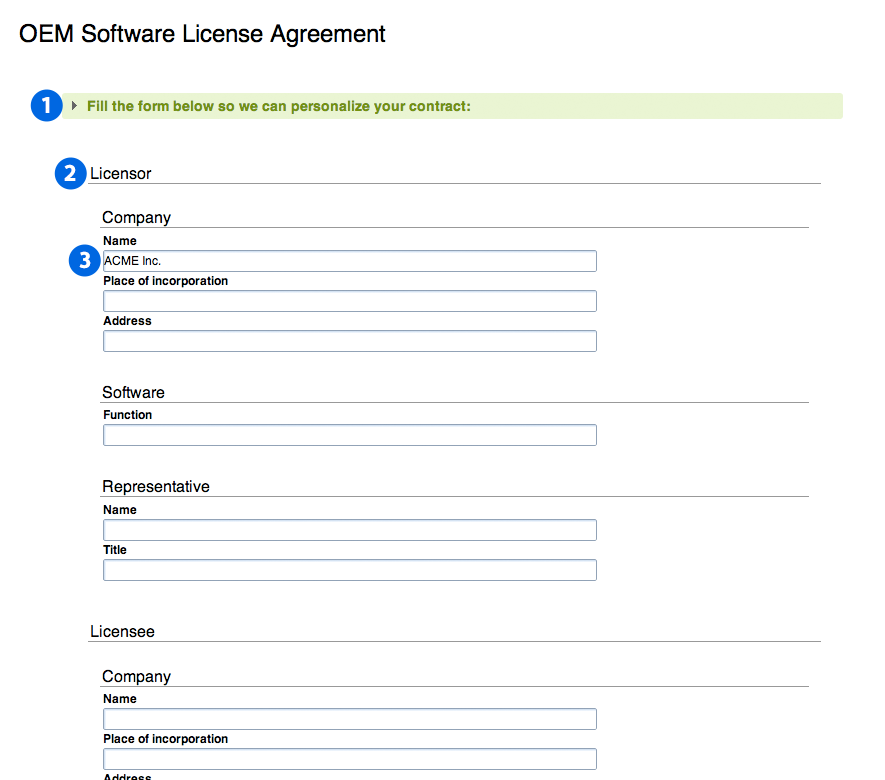 OEM Software License Agreement
1 Fill the form below so we can personalize your contract:
2 Licensor
Company
Name
3 ACME Inc.
Place of incorporation
Address
Software
Function
Representative
Name
Title
Licensee
Company
Name
Place of incorporation
Address